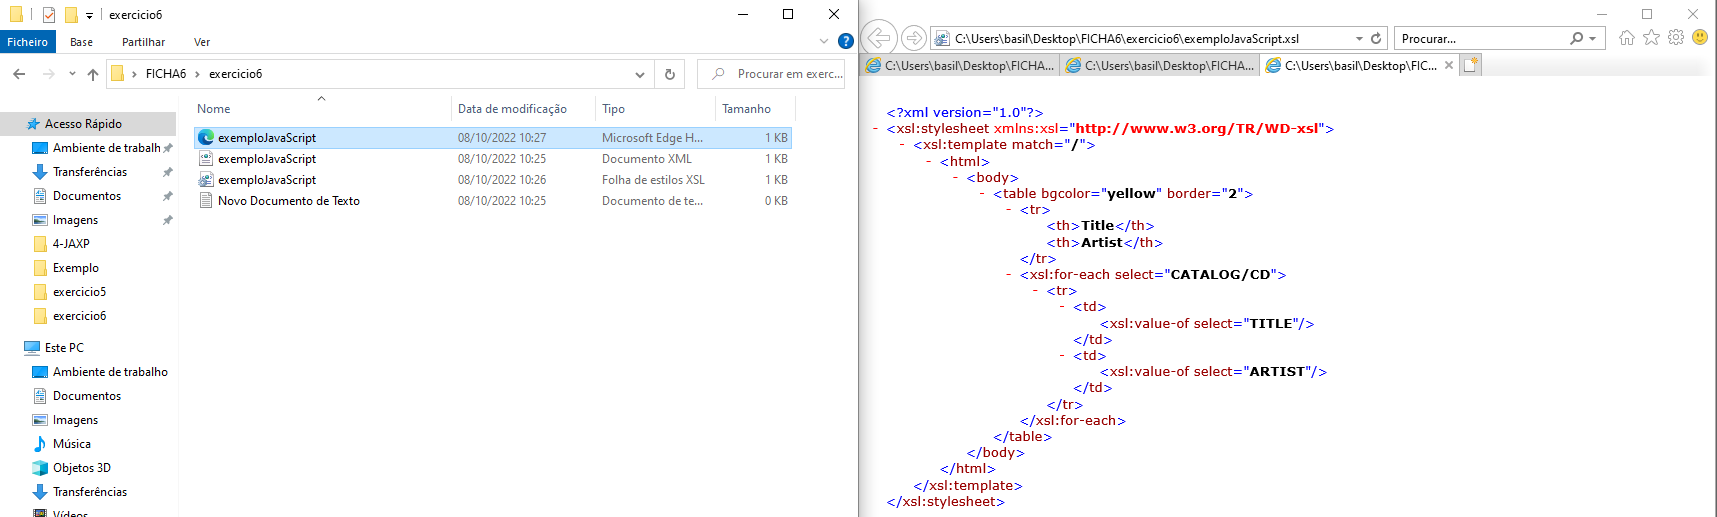 exercicio6
Ficheiro Base Partilhar Ver
FICHA6 exercicio6 Procurar em exerc...
Nome Data de modificação Tipo Tamanho
exemploJavaScript 08/10/2022 10:27 Microsoft Edge H... 1 KB
exemploJavaScript 08/10/2022 10:25 Documento XML 1 KB
exemploJavaScript 08/10/2022 10:26 Folha de estilos XSL 1 KB
Novo Documento de Texto 08/10/2022 10:25 Documento de te... 0 KB
Acesso Rápido
Ambiente de trabalh
Transferências
Documentos
Imagens
4-JAXP
Exemplo
exercicio5
exercicio6
Este PC
Ambiente de trabalho
Documentos
Imagens
Música
Objetos 3D
Transferências
Vídeos
C:\Users\basil\Desktop\FICHA6\exercicio6\exemploJavaScript.xsl Procurar...
C:\Users\basil\Desktop\FICHA... C:\Users\basil\Desktop\FICHA... C:\Users\basil\Desktop\FIC...
<?xml version="1.0"?>
- <xsl:stylesheet xmlns:xsl="http://www.w3.org/TR/WD-xsl">
- <xsl:template match="/">
- <html>
- <body>
- <table bgcolor="yellow" border="2">
- <tr>
<th>Title</th>
<th>Artist</th>
</tr>
- <xsl:for-each select="CATALOG/CD">
- <tr>
- <td>
<xsl:value-of select="TITLE"/>
</td>
- <td>
<xsl:value-of select="ARTIST"/>
</td>
</tr>
</xsl:for-each>
</table>
</body>
</html>
</xsl:template>
</xsl:stylesheet>